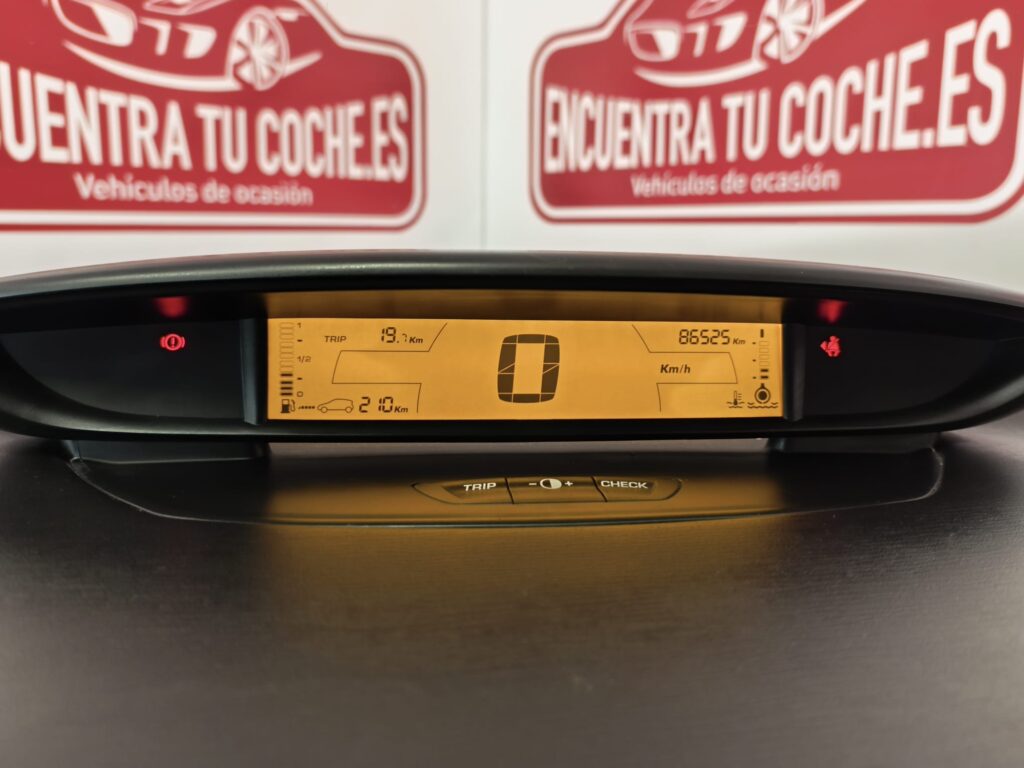 CUENTRA TU COCHE.ES
Vehículos de ocasión
ENCUENTRA TU COCHE.ES
Vehículos de ocasión
1
TRIP 19.7 Km
86525 Km
1/2
0
Km/h
0
210 Km
TRIP - + CHECK